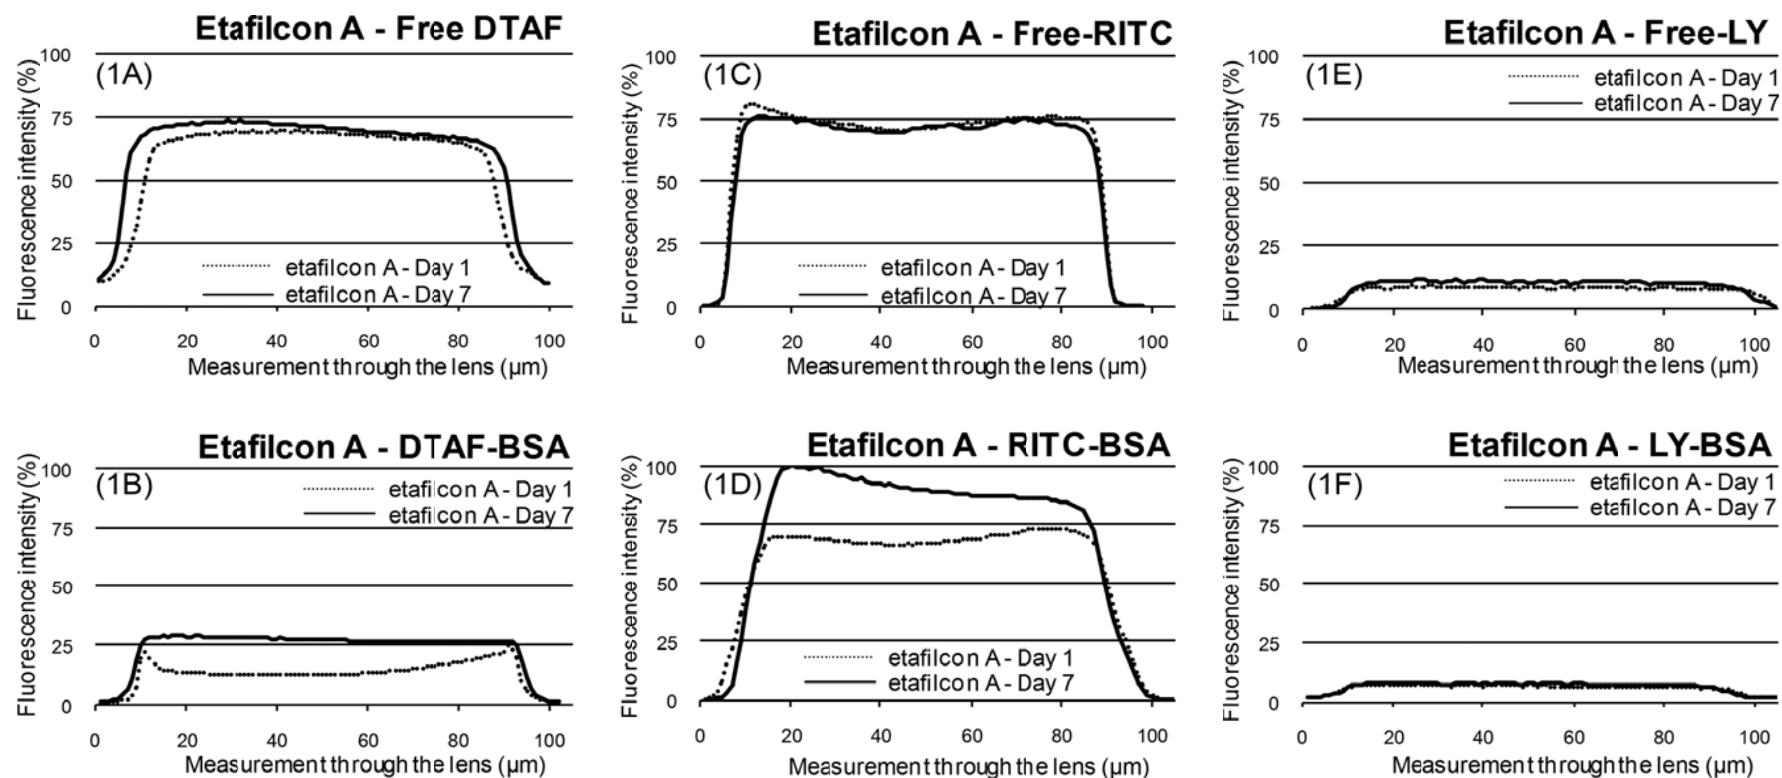 Etafilcon A - Free DTAF
(1A)
Fluorescence intensity (%)
100
75
50
25
0
etafilcon A - Day 1
etafilcon A - Day 7
0 20 40 60 80 100
Measurement through the lens (µm)
Etafilcon A - Free-RITC
(1C)
Fluorescence intensity (%)
100
75
50
25
0
etafilcon A - Day 1
etafilcon A - Day 7
0 20 40 60 80 100
Measurement through the lens (µm)
Etafilcon A - Free-LY
(1E)
Fluorescence intensity (%)
100
75
50
25
0
etafilcon A - Day 1
etafilcon A - Day 7
0 20 40 60 80 100
Measurement through the lens (µm)
Etafilcon A - DTAF-BSA
(1B)
Fluorescence intensity (%)
100
75
50
25
0
etafilcon A - Day 1
etafilcon A - Day 7
0 20 40 60 80 100
Measurement through the lens (µm)
Etafilcon A - RITC-BSA
(1D)
Fluorescence intensity (%)
100
75
50
25
0
etafilcon A - Day 1
etafilcon A - Day 7
0 20 40 60 80 100
Measurement through the lens (µm)
Etafilcon A - LY-BSA
(1F)
Fluorescence intensity (%)
100
75
50
25
0
etafilcon A - Day 1
etafilcon A - Day 7
0 20 40 60 80 100
Measurement through the lens (µm)